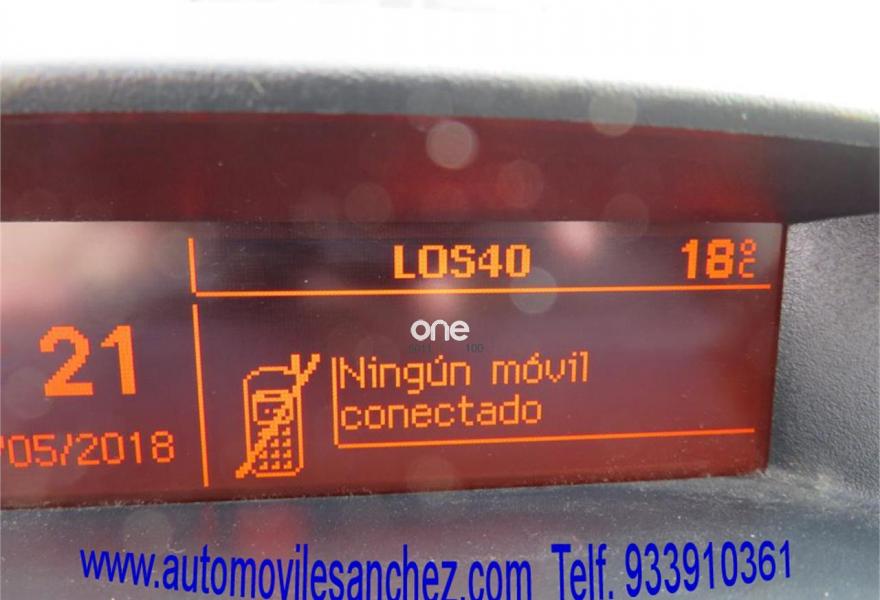 LOS40 18°C
21
/05/2018
Ningún móvil
conectado
one
www.automovilesanchez.com Telf. 933910361